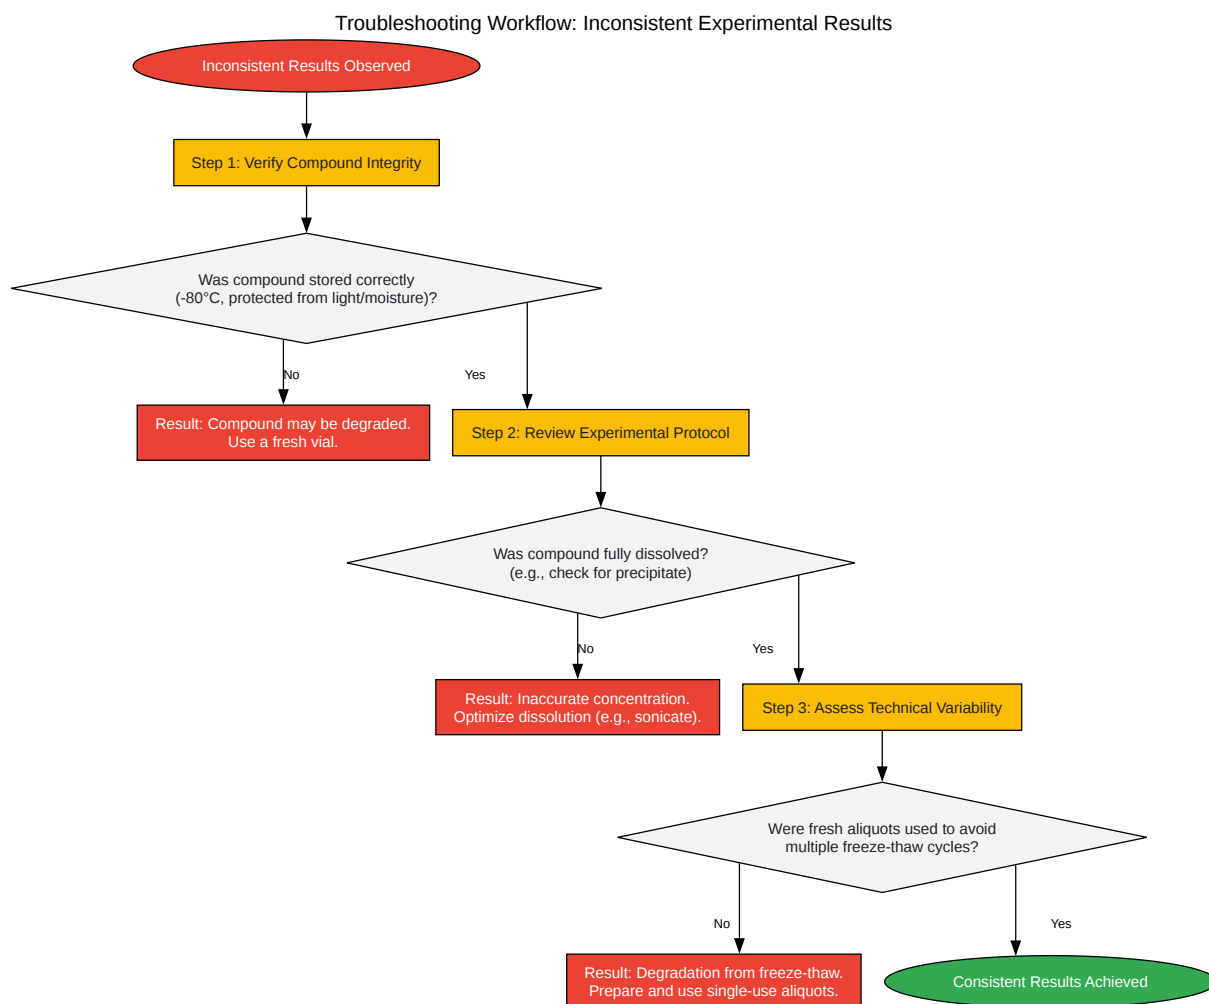 Troubleshooting Workflow: Inconsistent Experimental Results
Inconsistent Results Observed
Step 1: Verify Compound Integrity
Was compound stored correctly
(-80°C, protected from light/moisture)?
No
Yes
Result: Compound may be degraded.
Use a fresh vial.
Step 2: Review Experimental Protocol
Was compound fully dissolved?
(e.g., check for precipitate)
No
Yes
Result: Inaccurate concentration.
Optimize dissolution (e.g., sonicate).
Step 3: Assess Technical Variability
Were fresh aliquots used to avoid
multiple freeze-thaw cycles?
No
Yes
Result: Degradation from freeze-thaw.
Prepare and use single-use aliquots.
Consistent Results Achieved